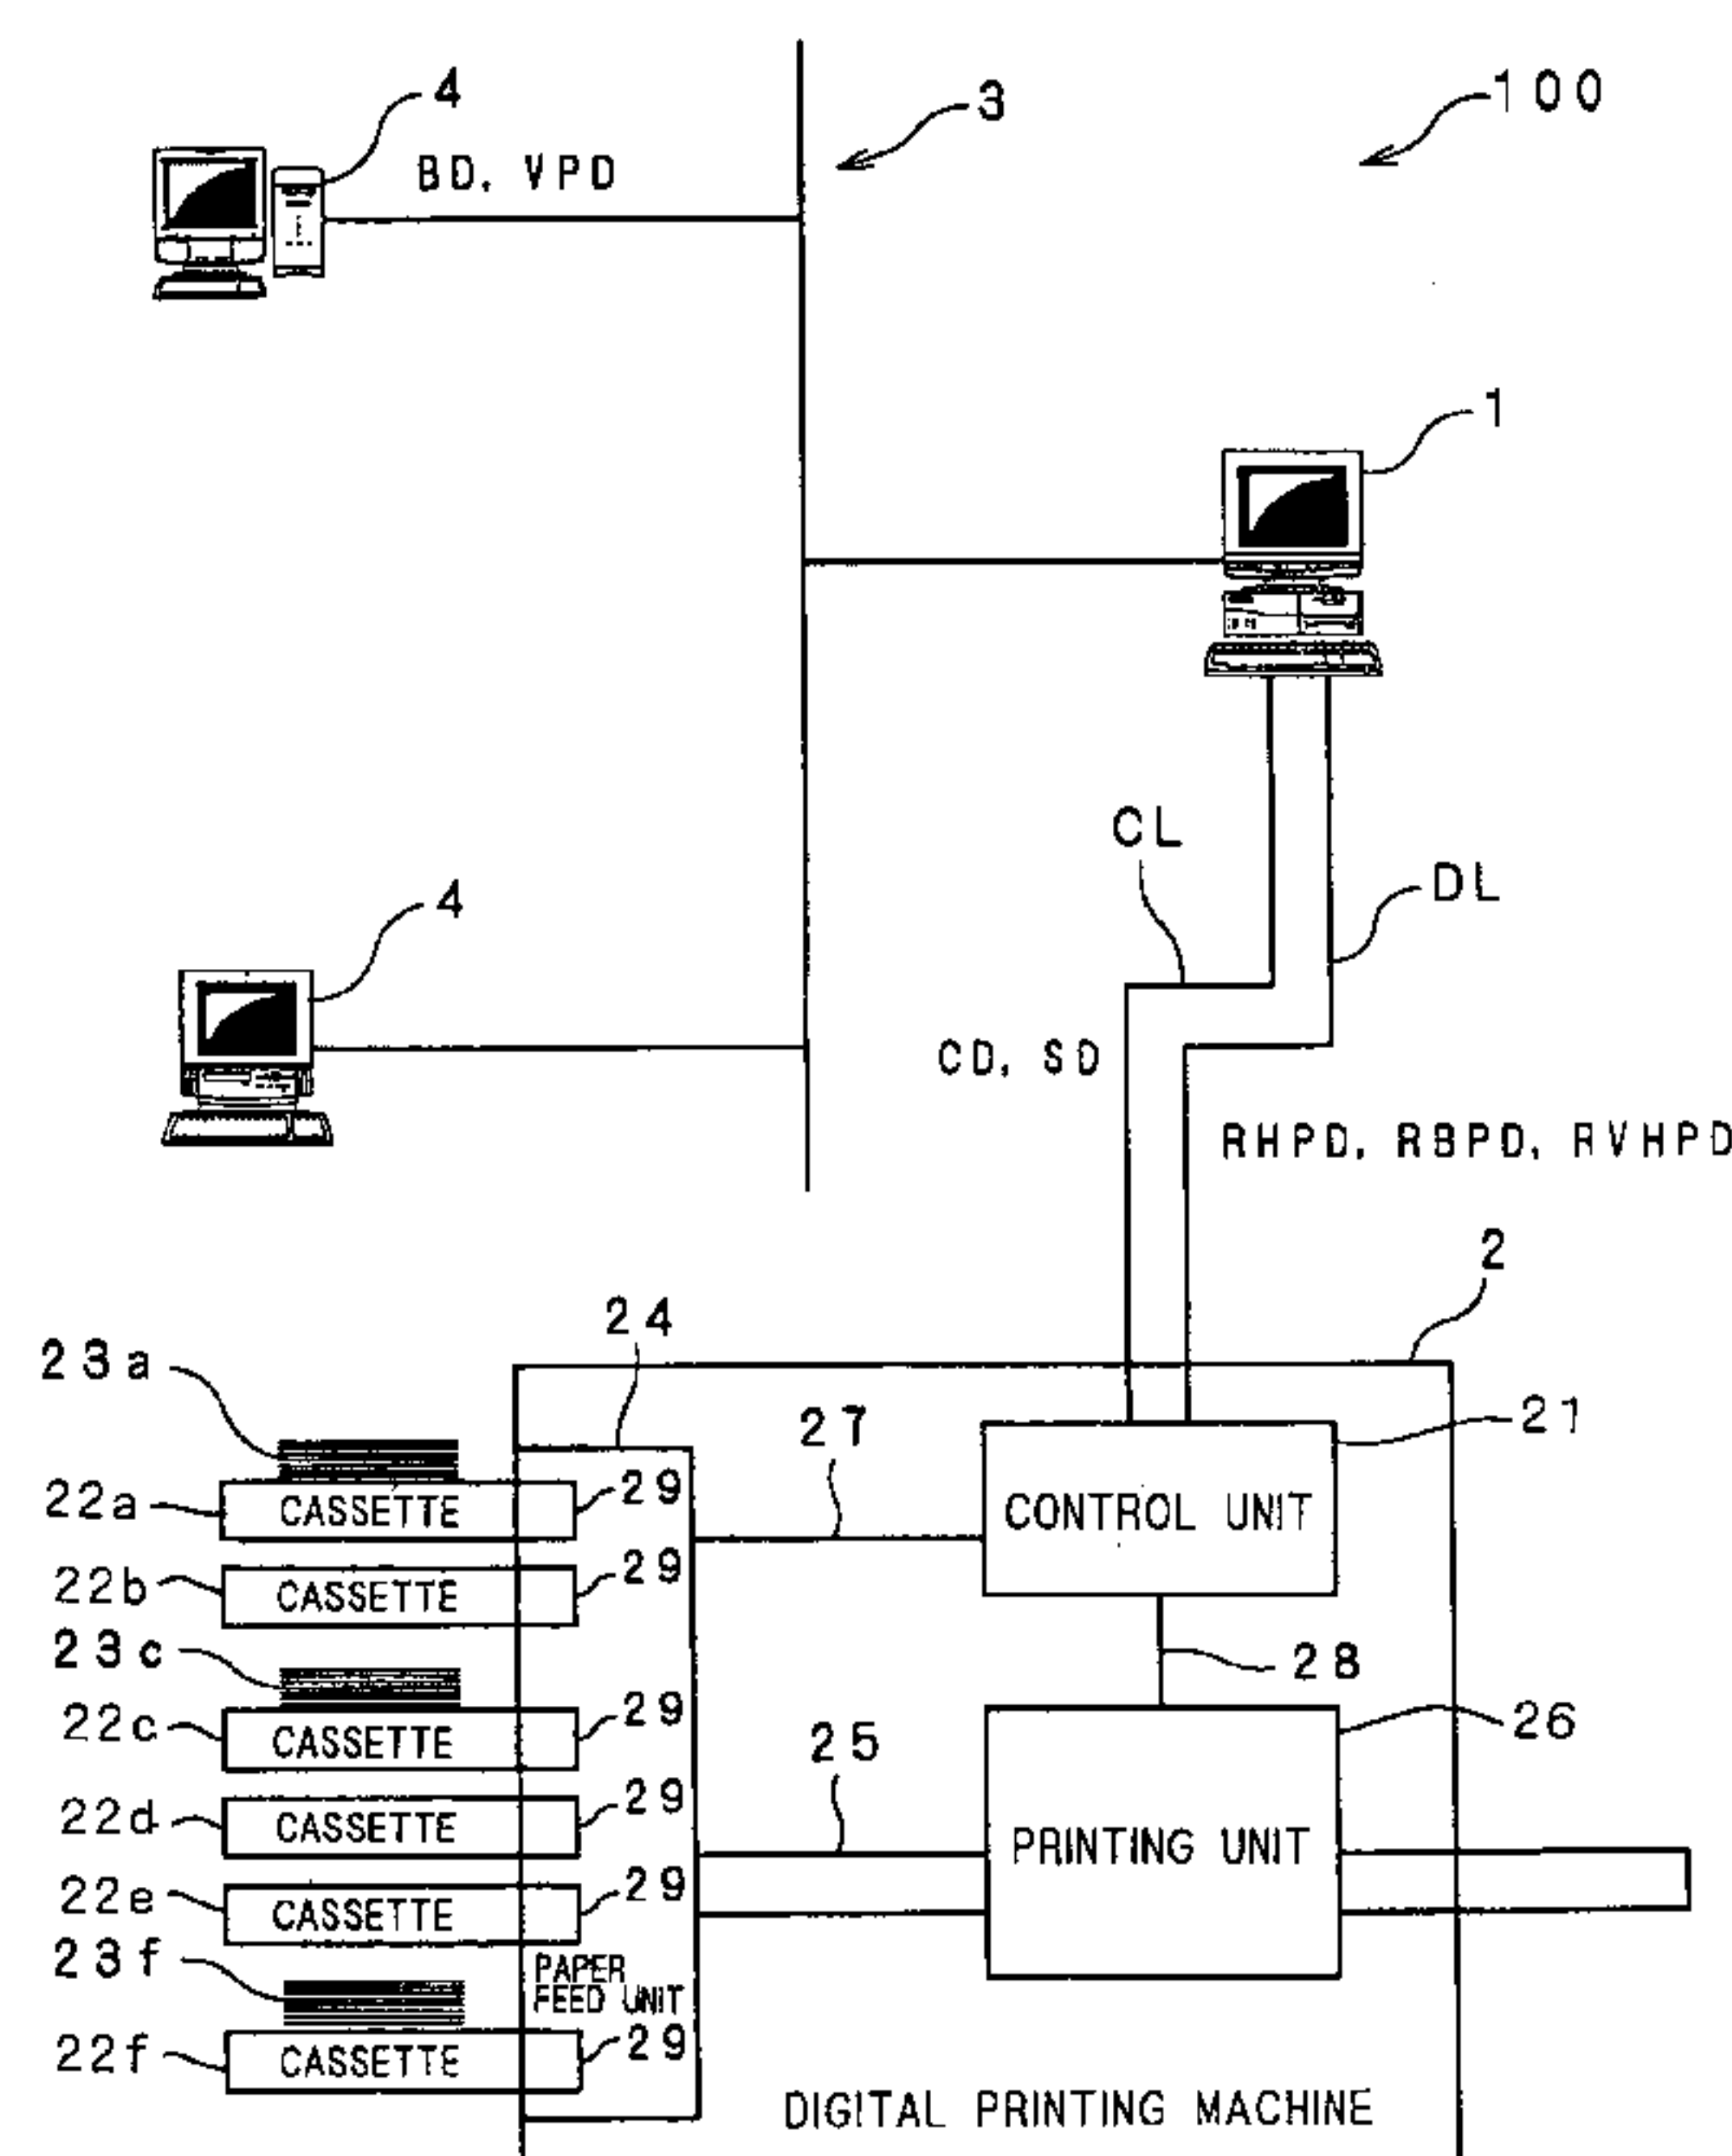 4
3
100
BD, VPD
1
CL
DL
4
CD, SD
RHPD, RBPD, RVHPD
2
24
23a
27
21
22a
CASSETTE
29
CONTROL UNIT
22b
CASSETTE
29
23c
28
22c
CASSETTE
29
26
25
22d
CASSETTE
29
PRINTING UNIT
22e
CASSETTE
29
23f
PAPER
FEED UNIT
22f
CASSETTE
29
DIGITAL PRINTING MACHINE